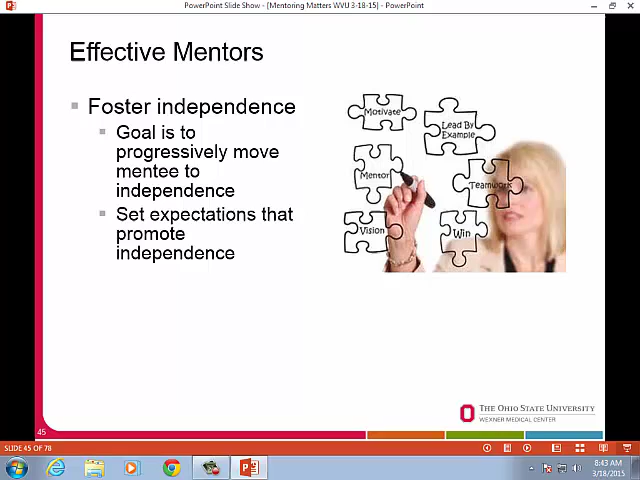 PowerPoint Slide Show - [Mentoring Matters WVU 3-18-15] - PowerPoint
Effective Mentors
Foster independence
Goal is to
progressively move
mentee to
independence
Set expectations that
promote
independence
Motivate
Lead By
Example
Mentor
Teamwork
Vision
Win
THE OHIO STATE UNIVERSITY
WEXNER MEDICAL CENTER
45
SLIDE 45 OF 78
8:43 AM
3/18/2015